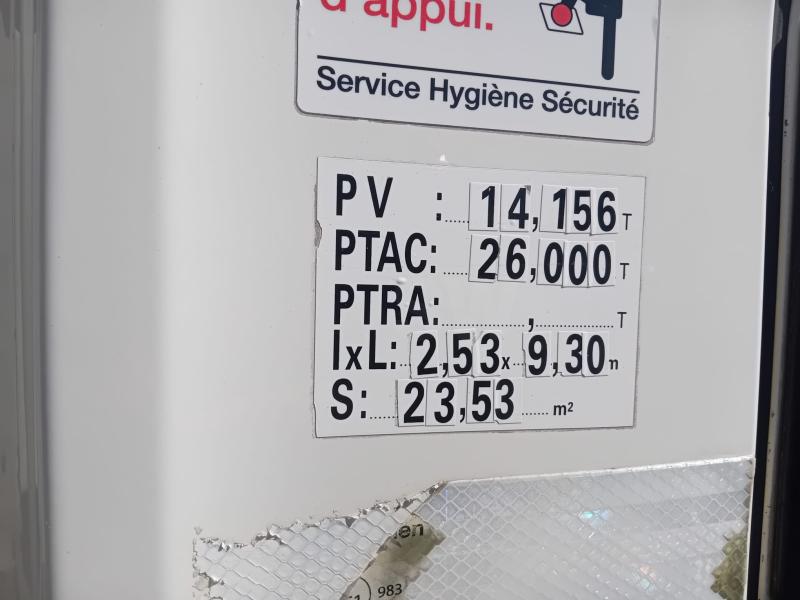 d'appui.
Service Hygiène Sécurité
PV :......14,156 T
PTAC:.....26,000 T
PTRA:................,............... T
lxL:..2,53x..9,30m
S:.....23,53...... m²
983